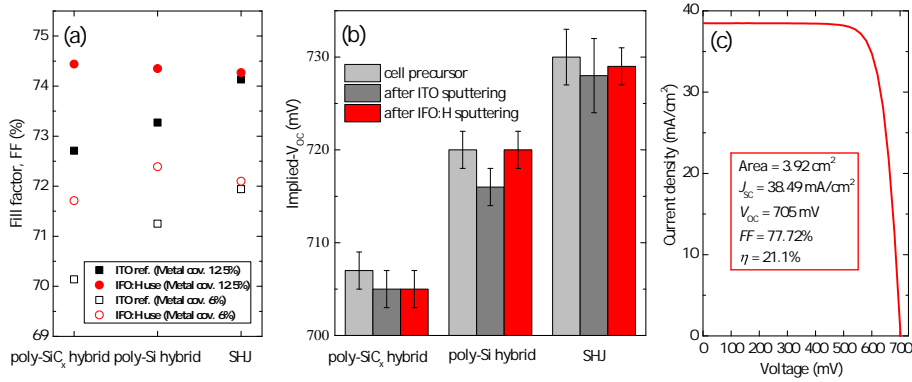 (a)
Fill factor, FF (%)
75
74
73
72
71
70
69
ITO ref. (Metal cov. 12.5%)
IFO:H use (Metal cov. 12.5%)
ITO ref. (Metal cov. 6%)
IFO:H use (Metal cov. 6%)
poly-SiCx hybrid poly-Si hybrid SHJ
(b)
Implied-VOC (mV)
730
720
710
700
cell precursor
after ITO sputtering
after IFO:H sputtering
poly-SiCx hybrid poly-Si hybrid SHJ
(c)
Current density (mA/cm2)
40
30
20
10
0
Area = 3.92 cm2
JSC = 38.49 mA/cm2
VOC = 705 mV
FF = 77.72%
η = 21.1%
0 100 200 300 400 500 600 700
Voltage (mV)